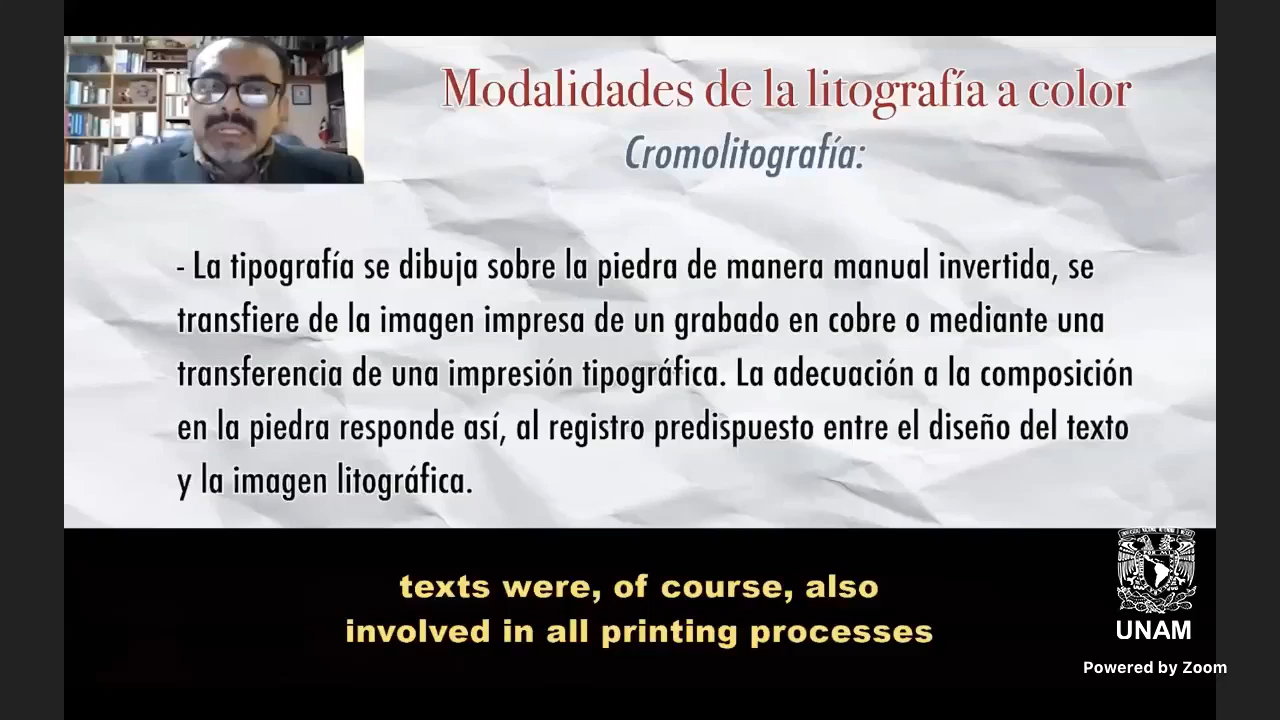 Modalidades de la litografía a color
Cromolitografía:
- La tipografía se dibuja sobre la piedra de manera manual invertida, se
transfiere de la imagen impresa de un grabado en cobre o mediante una
transferencia de una impresión tipográfica. La adecuación a la composición
en la piedra responde así, al registro predispuesto entre el diseño del texto
y la imagen litográfica.
texts were, of course, also
involved in all printing processes
UNAM
Powered by Zoom